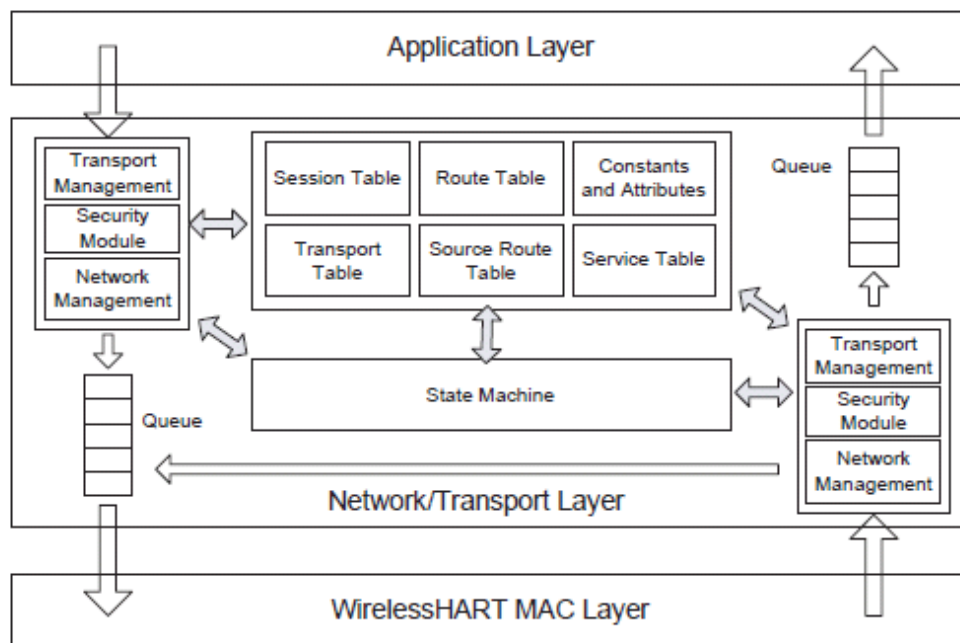 Application Layer
Transport
Management
Security
Module
Network
Management
Session Table
Route Table
Constants
and Attributes
Transport
Table
Source Route
Table
Service Table
Queue
State Machine
Queue
Transport
Management
Security
Module
Network
Management
Network/Transport Layer
WirelessHART MAC Layer